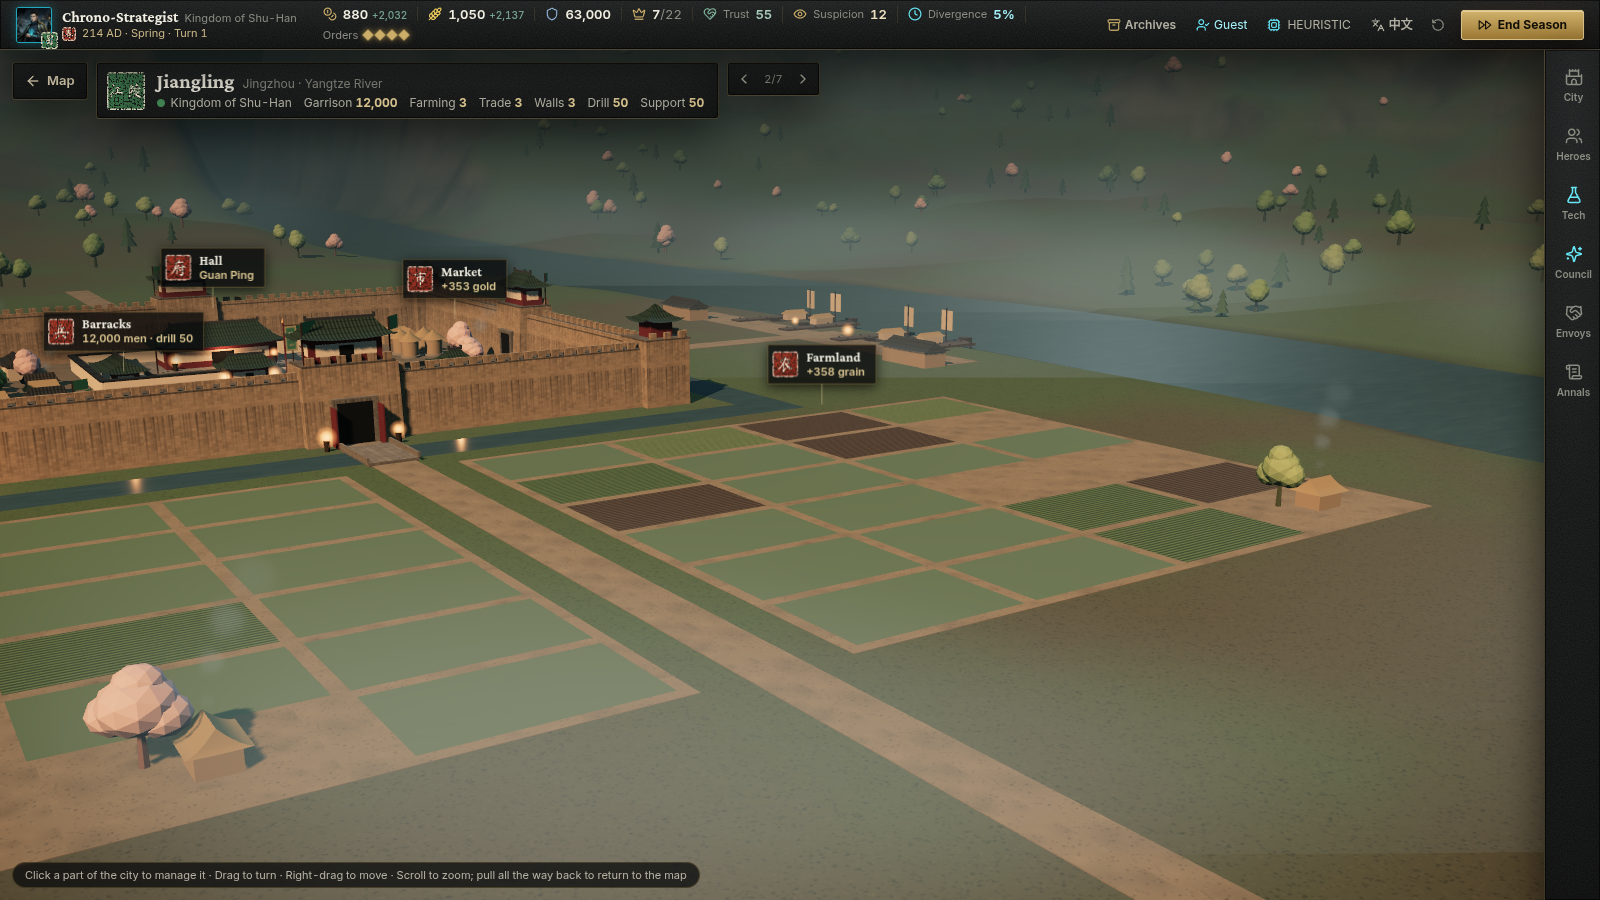 Chrono-Strategist Kingdom of Shu-Han
214 AD · Spring · Turn 1
880 +2,032
1,050 +2,137
63,000
7/22
Trust 55
Suspicion 12
Divergence 5%
Orders
Archives
Guest
HEURISTIC
中文
End Season
Map
Jiangling Jingzhou · Yangtze River
Kingdom of Shu-Han Garrison 12,000 Farming 3 Trade 3 Walls 3 Drill 50 Support 50
2/7
City
Heroes
Tech
Council
Envoys
Annals
府
Hall
Guan Ping
市
Market
+353 gold
Barracks
12,000 men · drill 50
农
Farmland
+358 grain
Click a part of the city to manage it · Drag to turn · Right-drag to move · Scroll to zoom; pull all the way back to return to the map